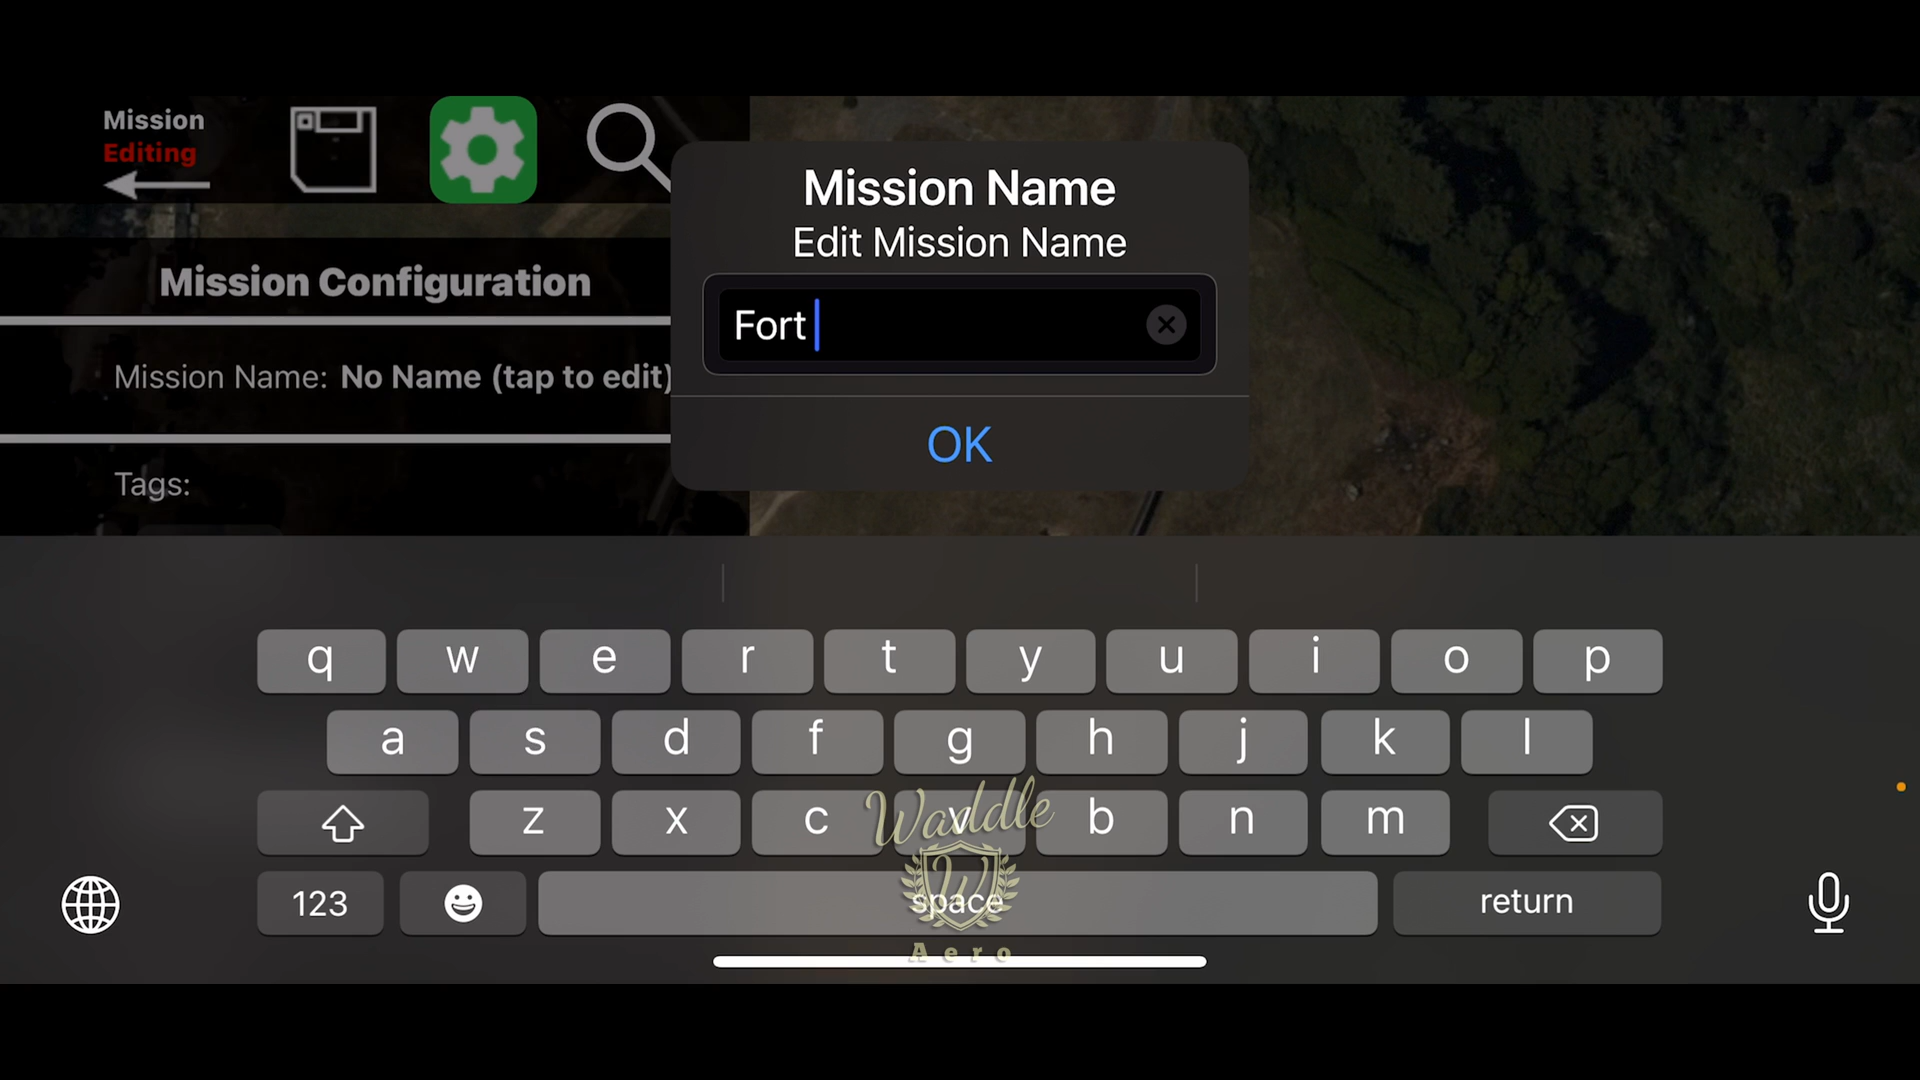 Mission
Editing
Mission Configuration
Mission Name: No Name (tap to edit)
Tags:
Mission Name
Edit Mission Name
Fort
OK
q w e r t y u i o p
a s d f g h j k l
z x c v b n m
123 space return
Waddle
W
Aero